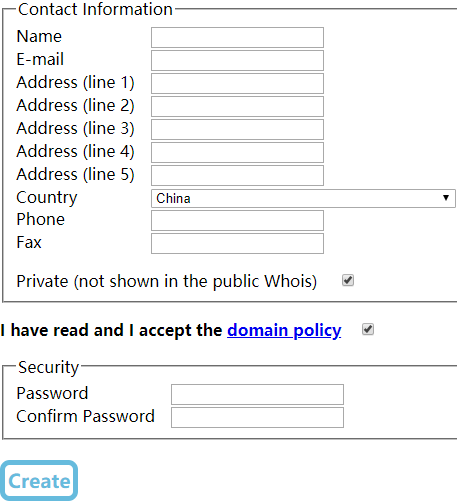 Contact Information
Name
E-mail
Address (line 1)
Address (line 2)
Address (line 3)
Address (line 4)
Address (line 5)
Country China
Phone
Fax
Private (not shown in the public Whois)
I have read and I accept the domain policy
Security
Password
Confirm Password
Create